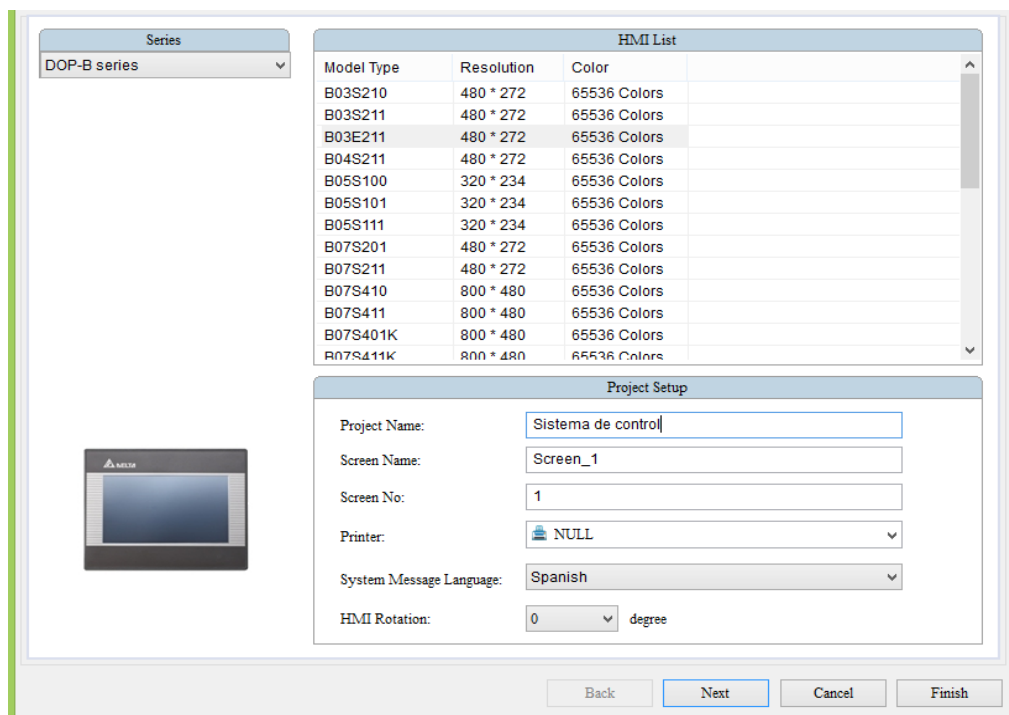 Series
DOP-B series
HMI List
Model Type Resolution Color
B03S210 480 * 272 65536 Colors
B03S211 480 * 272 65536 Colors
B03E211 480 * 272 65536 Colors
B04S211 480 * 272 65536 Colors
B05S100 320 * 234 65536 Colors
B05S101 320 * 234 65536 Colors
B05S111 320 * 234 65536 Colors
B07S201 480 * 272 65536 Colors
B07S211 480 * 272 65536 Colors
B07S410 800 * 480 65536 Colors
B07S411 800 * 480 65536 Colors
B07S401K 800 * 480 65536 Colors
B07S411K 800 * 480 65536 Colors
Project Setup
Project Name: Sistema de control
Screen Name: Screen_1
Screen No: 1
Printer: NULL
System Message Language: Spanish
HMI Rotation: 0 degree
DELTA
Back Next Cancel Finish